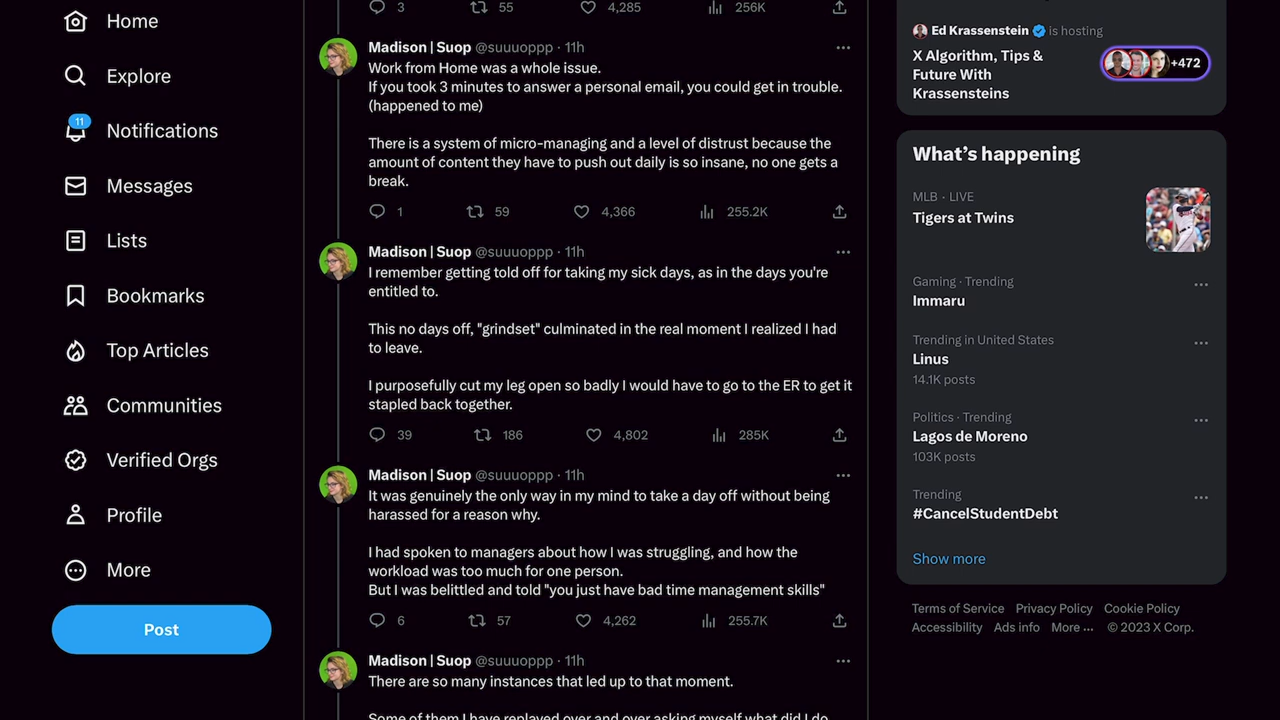 Home
Explore
11
Notifications
Messages
Lists
Bookmarks
Top Articles
Communities
Verified Orgs
Profile
More
Post
3 55 4,285 256K
Madison | Suop @suuuoppp · 11h
Work from Home was a whole issue.
If you took 3 minutes to answer a personal email, you could get in trouble.
(happened to me)
There is a system of micro-managing and a level of distrust because the
amount of content they have to push out daily is so insane, no one gets a
break.
1 59 4,366 255.2K
Madison | Suop @suuuoppp · 11h
I remember getting told off for taking my sick days, as in the days you're
entitled to.
This no days off, "grindset" culminated in the real moment I realized I had
to leave.
I purposefully cut my leg open so badly I would have to go to the ER to get it
stapled back together.
39 186 4,802 285K
Madison | Suop @suuuoppp · 11h
It was genuinely the only way in my mind to take a day off without being
harassed for a reason why.
I had spoken to managers about how I was struggling, and how the
workload was too much for one person.
But I was belittled and told "you just have bad time management skills"
6 57 4,262 255.7K
Madison | Suop @suuuoppp · 11h
There are so many instances that led up to that moment.
Some of them I have replayed over and over asking myself what did I do
Ed Krassenstein is hosting
X Algorithm, Tips &
Future With
Krassensteins
+472
What's happening
MLB · LIVE
Tigers at Twins
Gaming · Trending
Immaru
Trending in United States
Linus
14.1K posts
Politics · Trending
Lagos de Moreno
103K posts
Trending
#CancelStudentDebt
Show more
Terms of Service Privacy Policy Cookie Policy
Accessibility Ads info More ··· © 2023 X Corp.